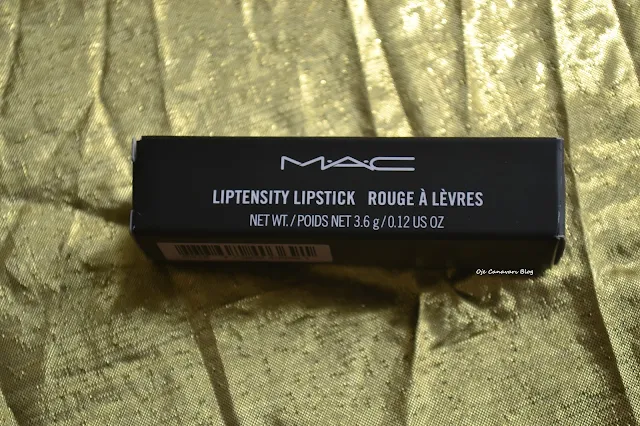 M·A·C
LIPTENSITY LIPSTICK ROUGE À LÈVRES
NET WT. / POIDS NET 3.6 g / 0.12 US OZ
Oje Canavarı Blog